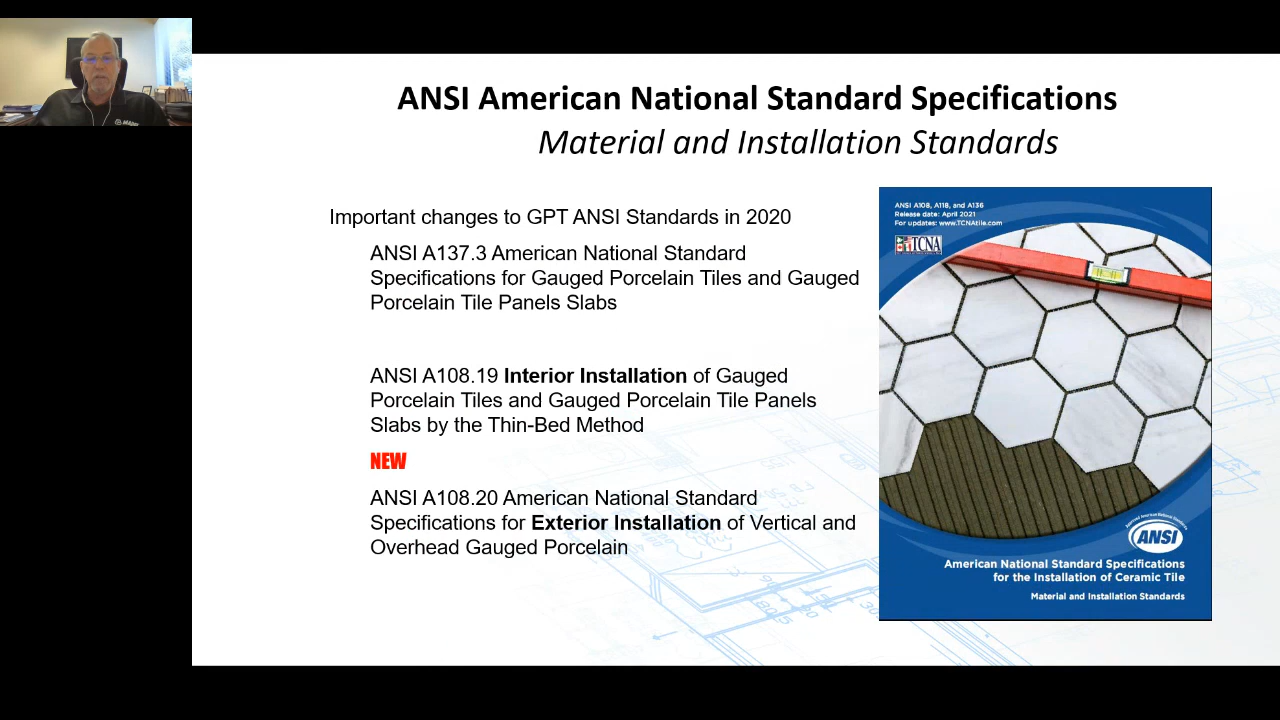 ANSI American National Standard Specifications
Material and Installation Standards
Important changes to GPT ANSI Standards in 2020
ANSI A137.3 American National Standard
Specifications for Gauged Porcelain Tiles and Gauged
Porcelain Tile Panels Slabs
ANSI A108.19 Interior Installation of Gauged
Porcelain Tiles and Gauged Porcelain Tile Panels
Slabs by the Thin-Bed Method
NEW
ANSI A108.20 American National Standard
Specifications for Exterior Installation of Vertical and
Overhead Gauged Porcelain
ANSI A108, A118, and A136
Release date: April 2021
For updates: www.TCNAtile.com
TCNA
ANSI
American National Standard Specifications
for the Installation of Ceramic Tile
Material and Installation Standards